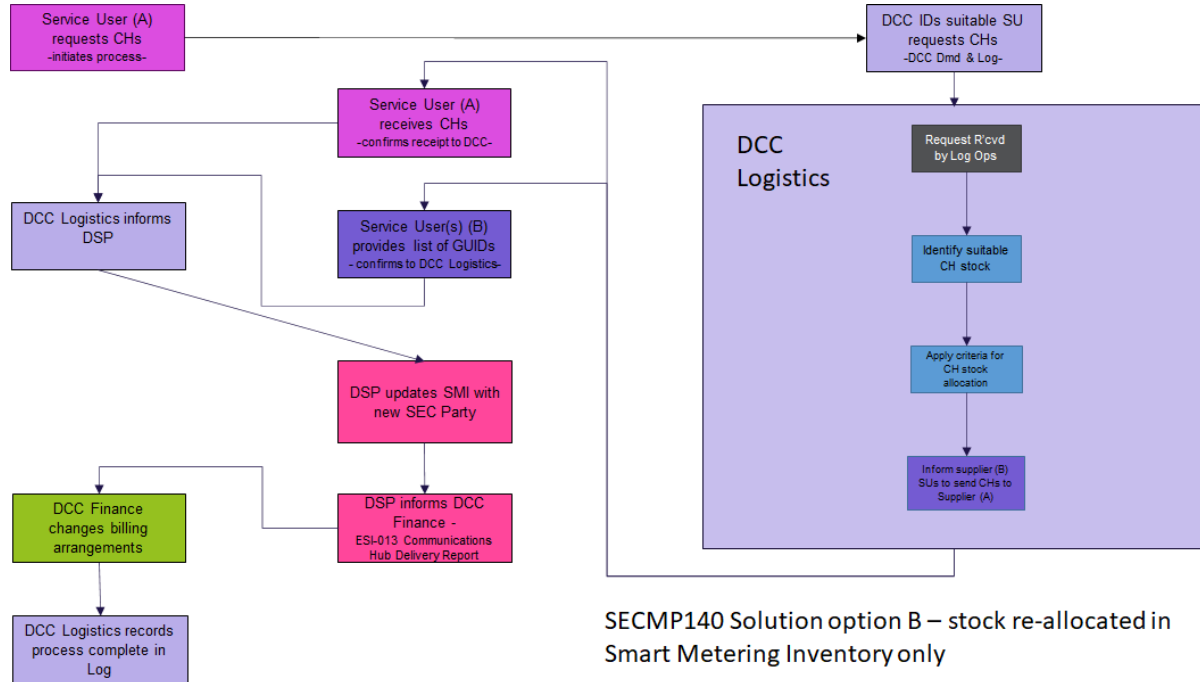 Service User (A)
requests CHs
-initiates process-
DCC IDs suitable SU
requests CHs
-DCC Dmd & Log-
Service User (A)
receives CHs
-confirms receipt to DCC-
DCC
Logistics
Request R'cvd
by Log Ops
DCC Logistics informs
DSP
Service User(s) (B)
provides list of GUIDs
- confirms to DCC Logistics-
Identify suitable
CH stock
Apply criteria for
CH stock
allocation
DSP updates SMI with
new SEC Party
Inform supplier (B)
SUs to send CHs to
Supplier (A)
DCC Finance
changes billing
arrangements
DSP informs DCC
Finance -
ESI-013 Communications
Hub Delivery Report
DCC Logistics records
process complete in
Log
SECMP140 Solution option B – stock re-allocated in
Smart Metering Inventory only